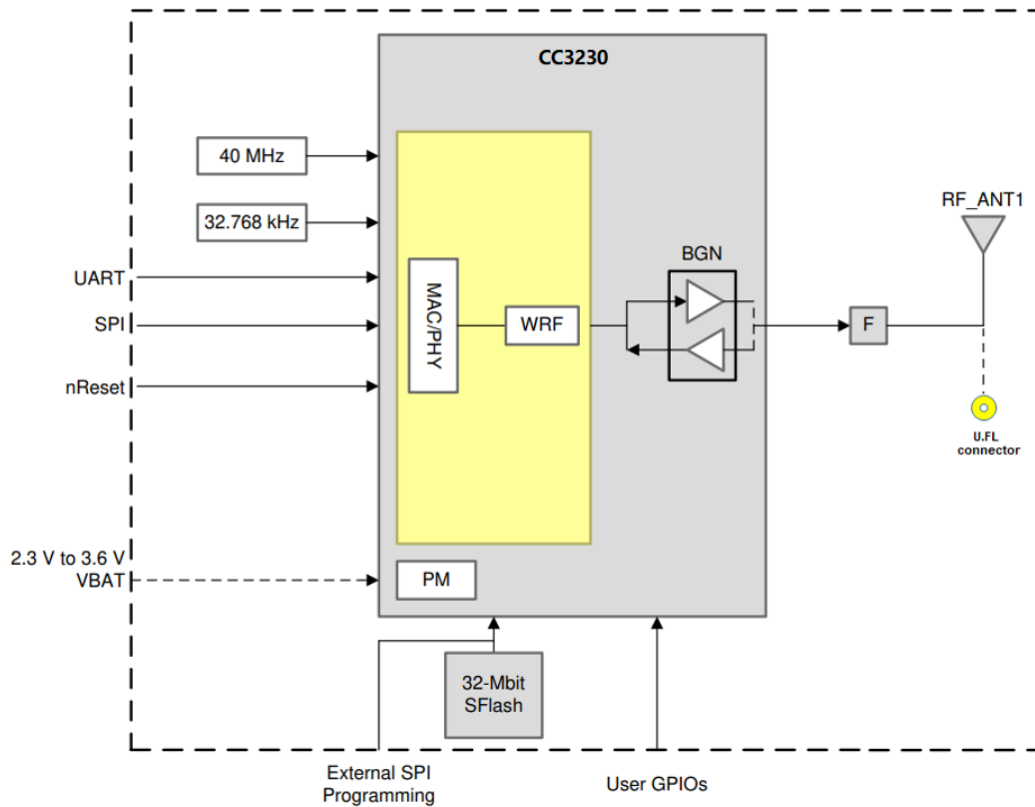 CC3230
40 MHz
32.768 kHz
RF_ANT1
UART
BGN
SPI
MAC/PHY
WRF
F
nReset
U.FL
connector
2.3 V to 3.6 V
VBAT
PM
32-Mbit
SFlash
External SPI
Programming
User GPIOs